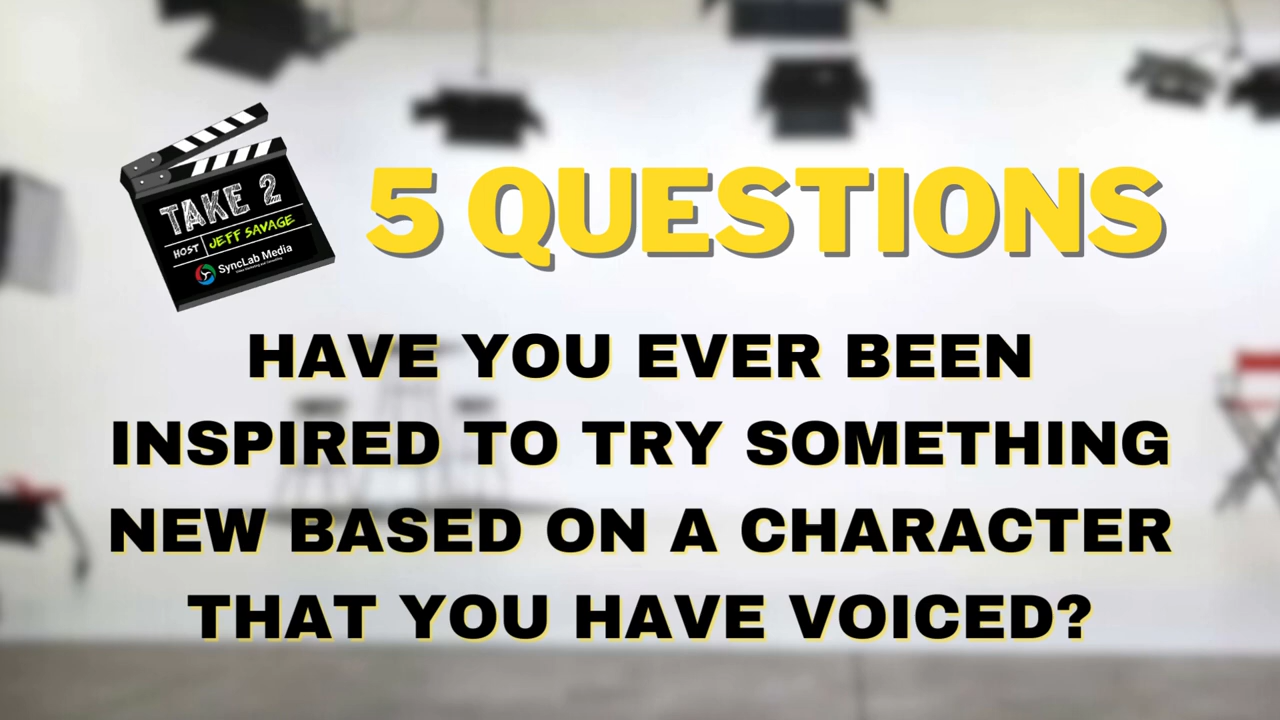 TAKE 2
HOST JEFF SAVAGE
SyncLab Media
5 QUESTIONS
HAVE YOU EVER BEEN
INSPIRED TO TRY SOMETHING
NEW BASED ON A CHARACTER
THAT YOU HAVE VOICED?